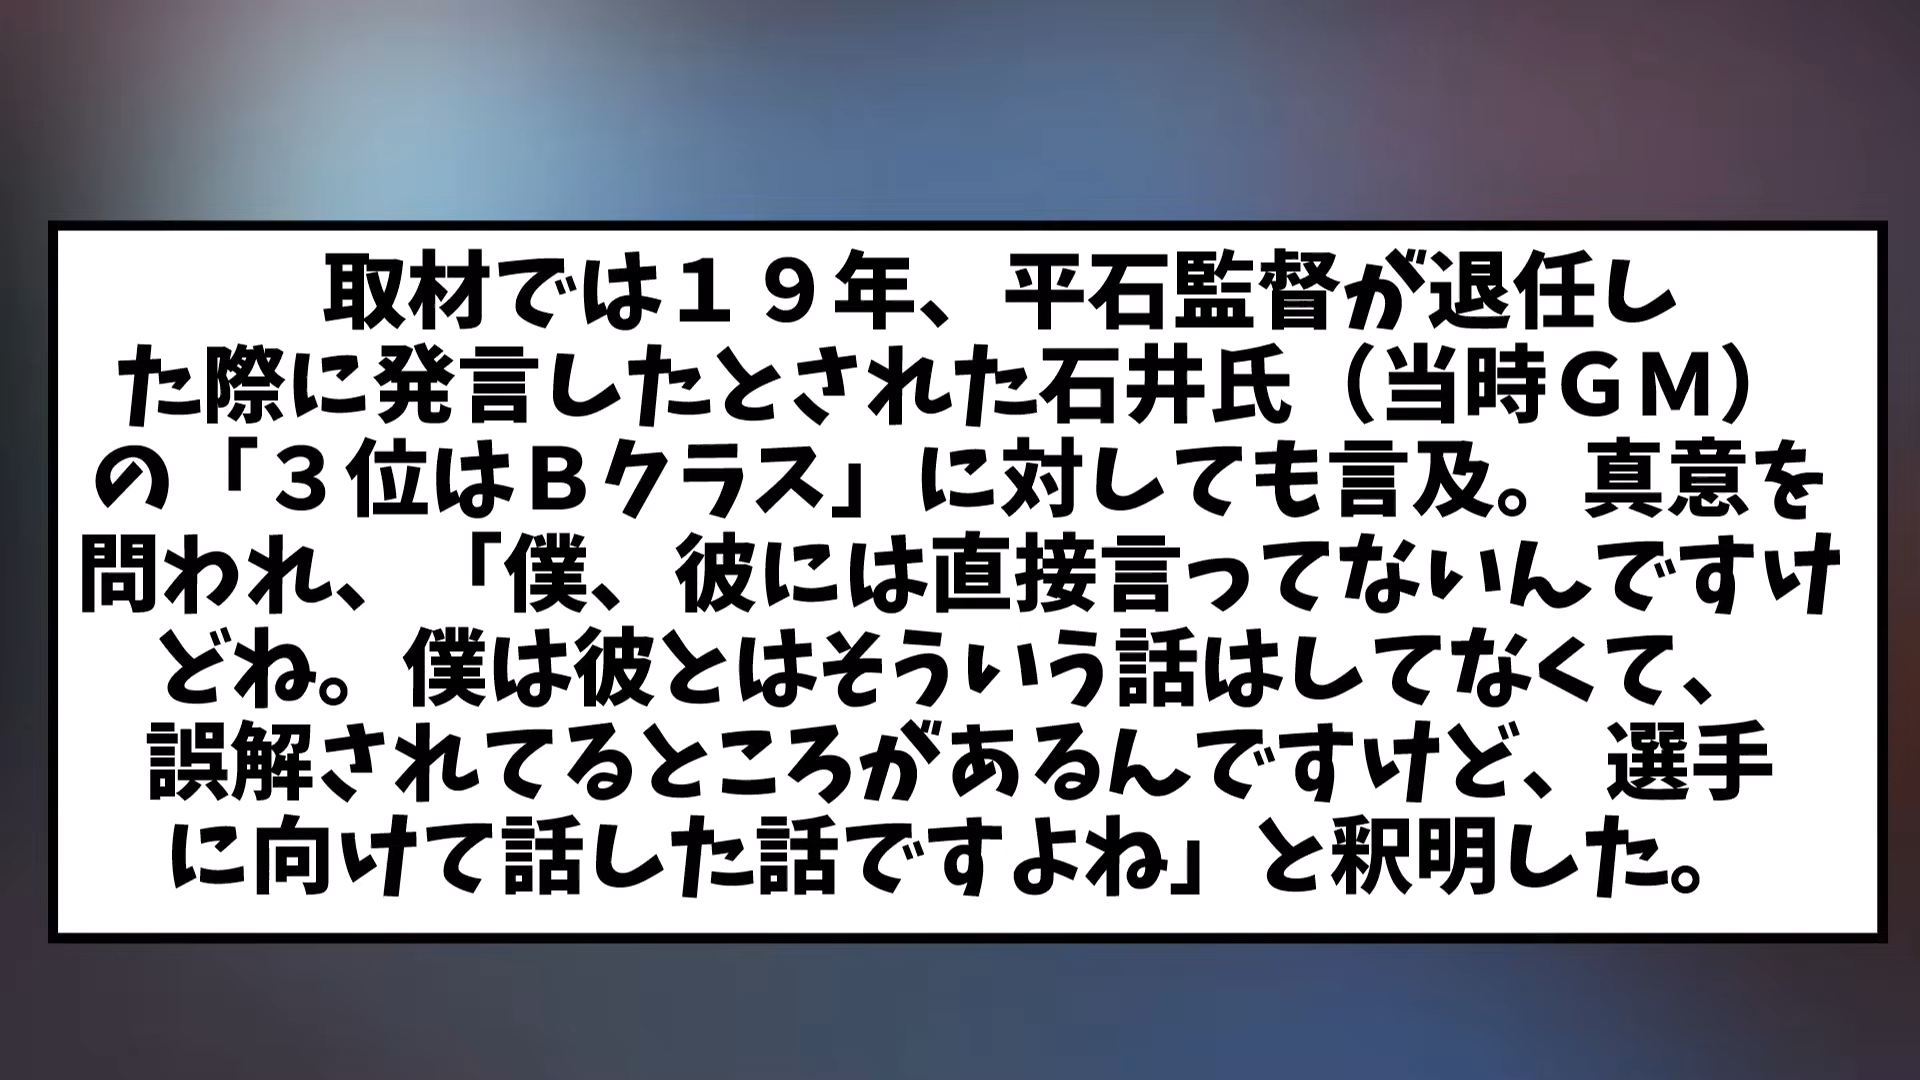 取材では１９年、平石監督が退任し
た際に発言したとされた石井氏（当時ＧＭ）
の「３位はＢクラス」に対しても言及。真意を
問われ、「僕、彼には直接言ってないんですけ
どね。僕は彼とはそういう話はしてなくて、
誤解されてるところがあるんですけど、選手
に向けて話した話ですよね」と釈明した。